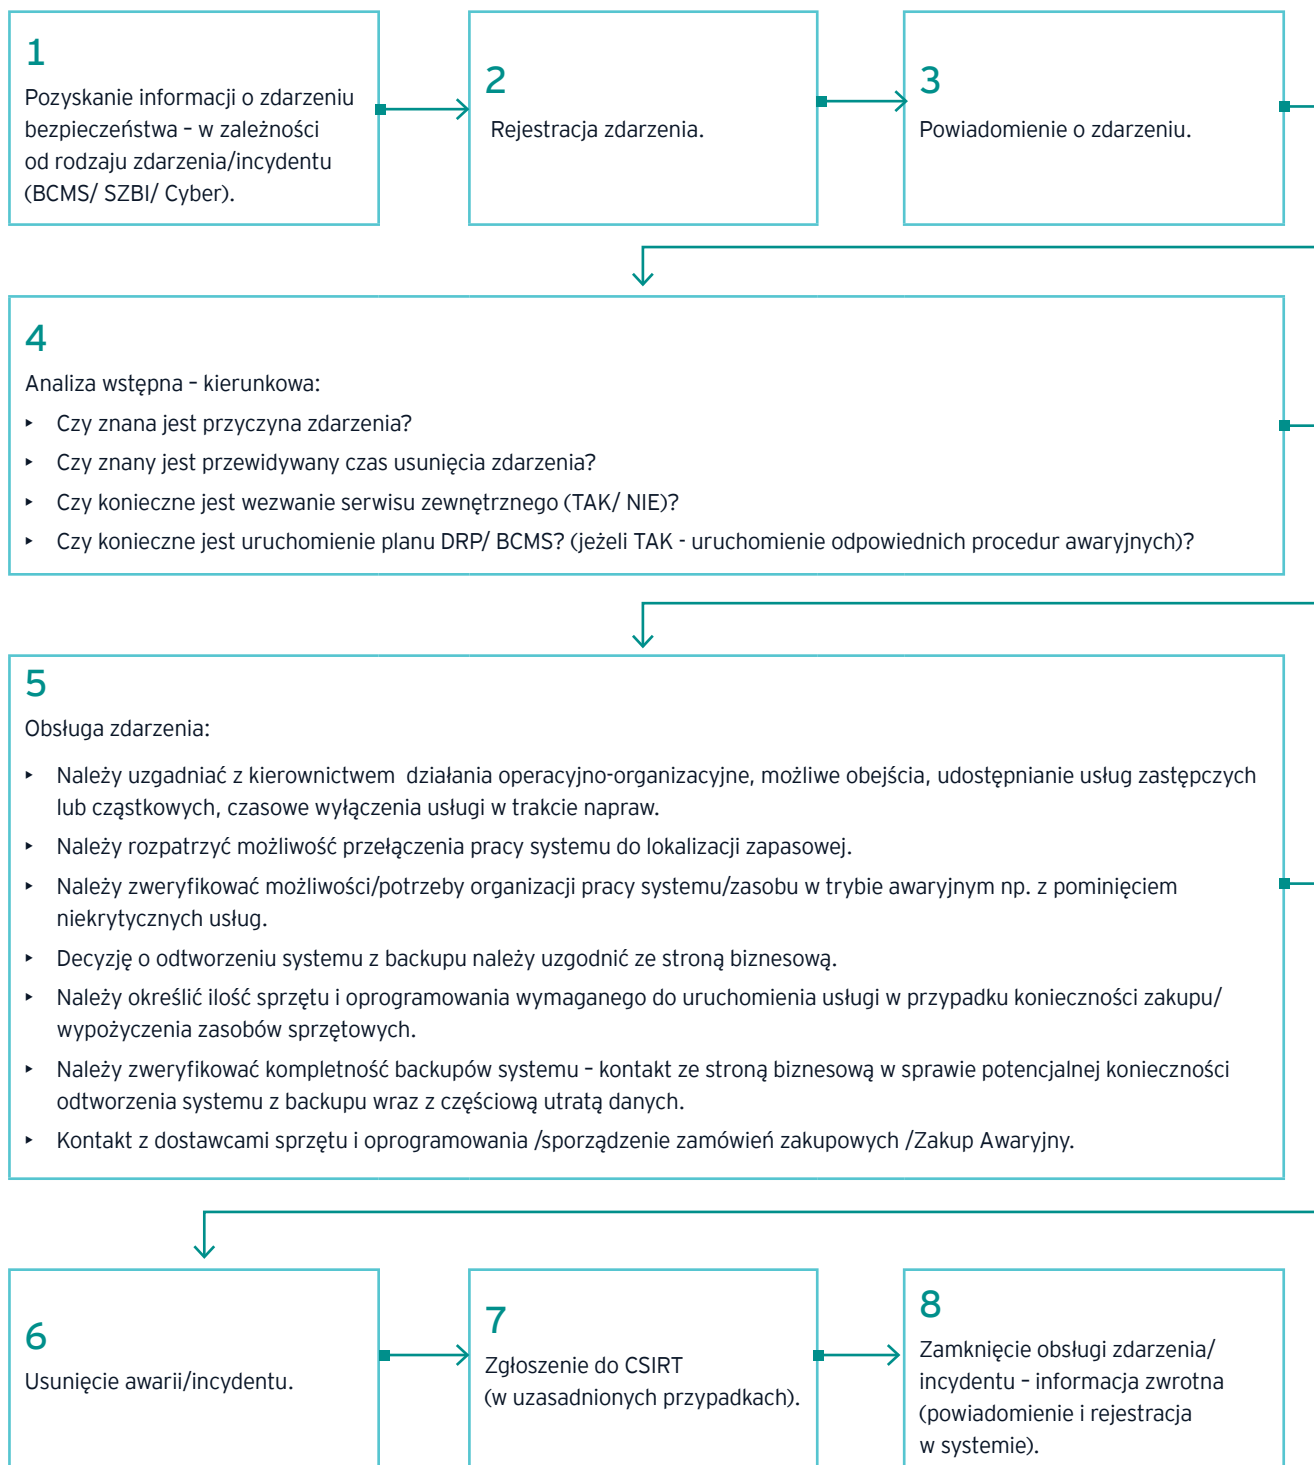 1
Pozyskanie informacji o zdarzeniu
bezpieczeństwa – w zależności
od rodzaju zdarzenia/incydentu
(BCMS/ SZBI/ Cyber).
2
Rejestracja zdarzenia.
3
Powiadomienie o zdarzeniu.
4
Analiza wstępna – kierunkowa:
‣ Czy znana jest przyczyna zdarzenia?
‣ Czy znany jest przewidywany czas usunięcia zdarzenia?
‣ Czy konieczne jest wezwanie serwisu zewnętrznego (TAK/ NIE)?
‣ Czy konieczne jest uruchomienie planu DRP/ BCMS? (jeżeli TAK - uruchomienie odpowiednich procedur awaryjnych)?
5
Obsługa zdarzenia:
‣ Należy uzgadniać z kierownictwem działania operacyjno-organizacyjne, możliwe obejścia, udostępnianie usług zastępczych
lub cząstkowych, czasowe wyłączenia usługi w trakcie napraw.
‣ Należy rozpatrzyć możliwość przełączenia pracy systemu do lokalizacji zapasowej.
‣ Należy zweryfikować możliwości/potrzeby organizacji pracy systemu/zasobu w trybie awaryjnym np. z pominięciem
niekrytycznych usług.
‣ Decyzję o odtworzeniu systemu z backupu należy uzgodnić ze stroną biznesową.
‣ Należy określić ilość sprzętu i oprogramowania wymaganego do uruchomienia usługi w przypadku konieczności zakupu/
wypożyczenia zasobów sprzętowych.
‣ Należy zweryfikować kompletność backupów systemu – kontakt ze stroną biznesową w sprawie potencjalnej konieczności
odtworzenia systemu z backupu wraz z częściową utratą danych.
‣ Kontakt z dostawcami sprzętu i oprogramowania /sporządzenie zamówień zakupowych /Zakup Awaryjny.
6
Usunięcie awarii/incydentu.
7
Zgłoszenie do CSIRT
(w uzasadnionych przypadkach).
8
Zamknięcie obsługi zdarzenia/
incydentu – informacja zwrotna
(powiadomienie i rejestracja
w systemie).